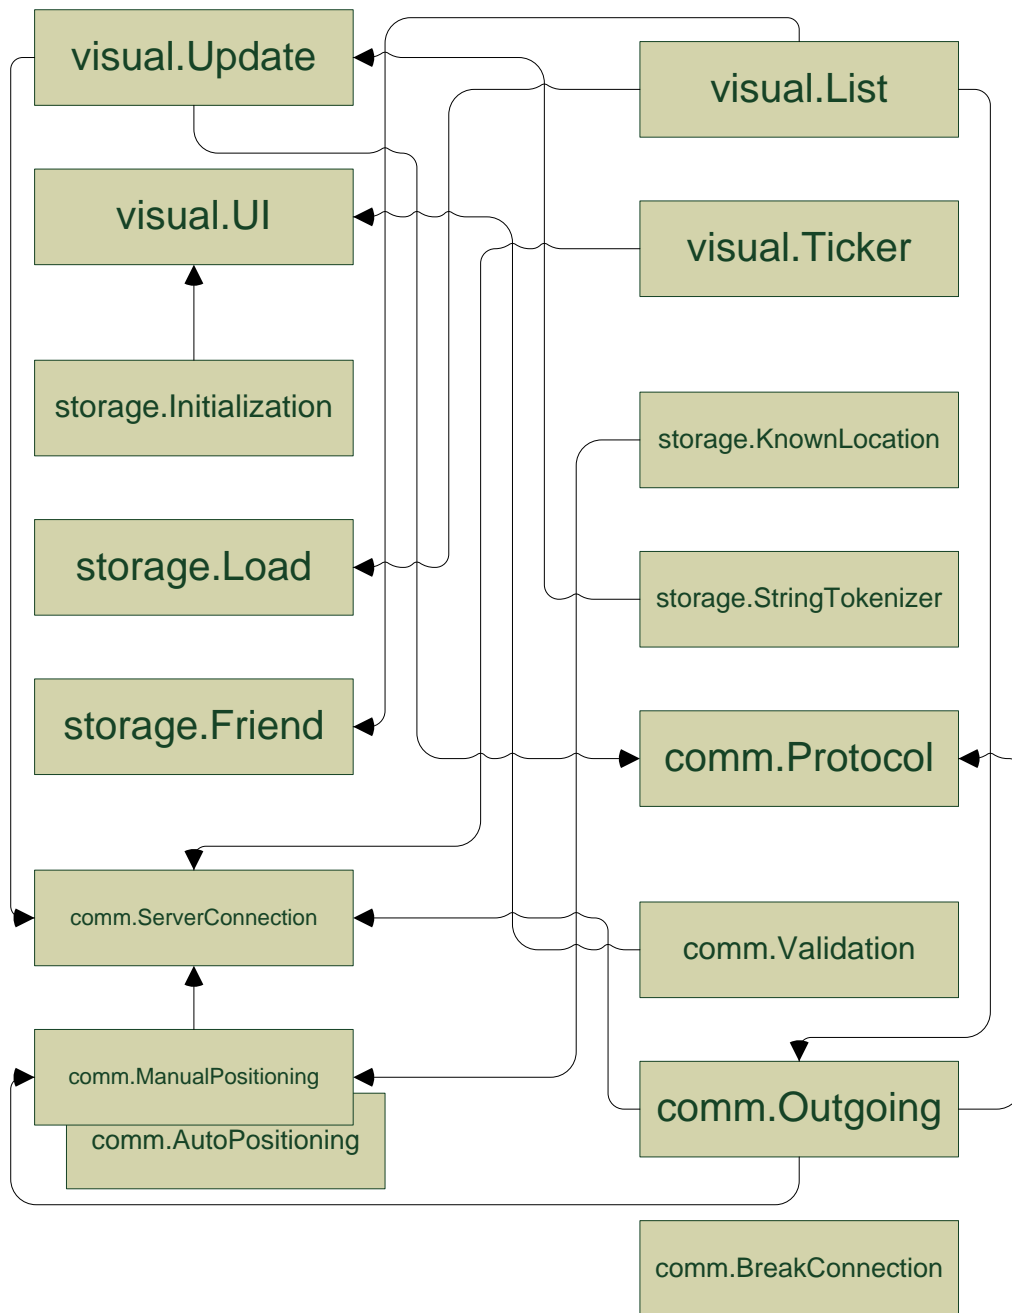 visual.Update
visual.List
visual.UI
visual.Ticker
storage.Initialization
storage.KnownLocation
storage.Load
storage.StringTokenizer
storage.Friend
comm.Protocol
comm.ServerConnection
comm.Validation
comm.ManualPositioning
comm.AutoPositioning
comm.Outgoing
comm.BreakConnection